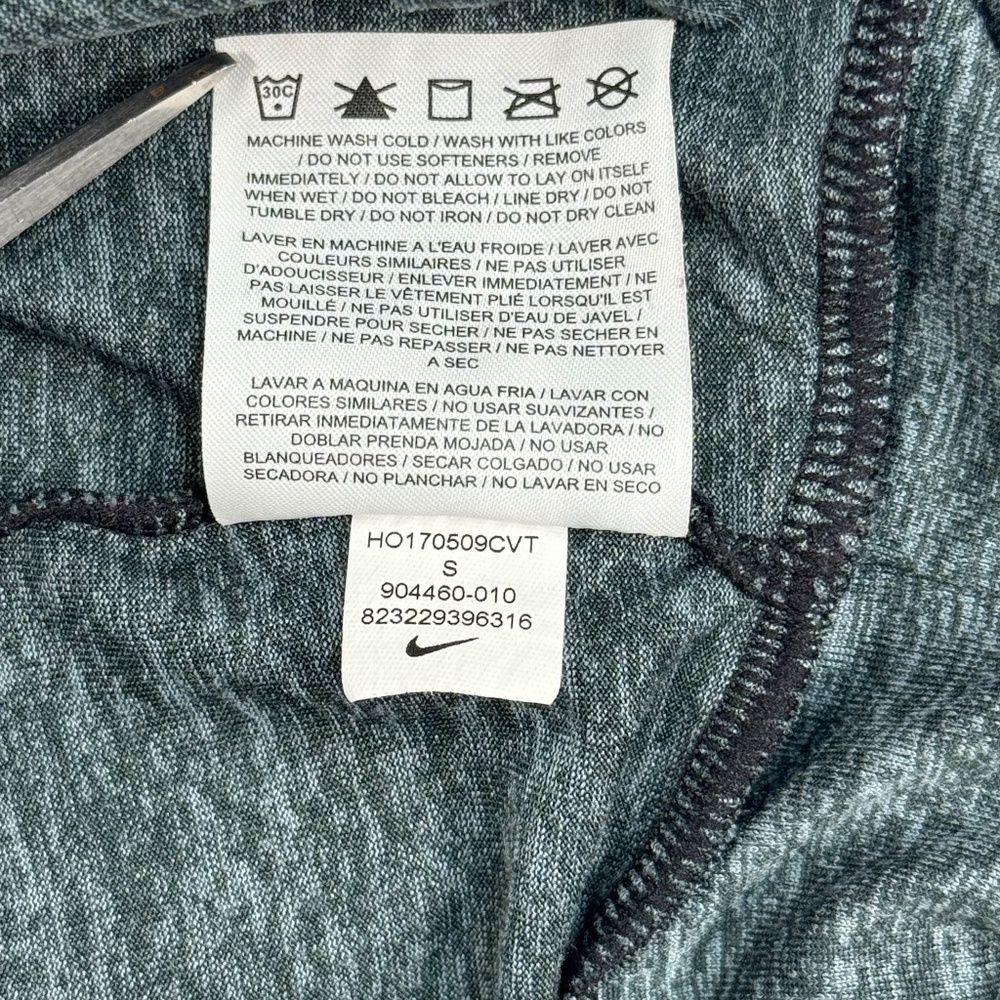 30C
MACHINE WASH COLD / WASH WITH LIKE COLORS
/ DO NOT USE SOFTENERS / REMOVE
IMMEDIATELY / DO NOT ALLOW TO LAY ON ITSELF
WHEN WET / DO NOT BLEACH / LINE DRY / DO NOT
TUMBLE DRY / DO NOT IRON / DO NOT DRY CLEAN
LAVER EN MACHINE A L'EAU FROIDE / LAVER AVEC
COULEURS SIMILAIRES / NE PAS UTILISER
D'ADOUCISSEUR / ENLEVER IMMEDIATEMENT / NE
PAS LAISSER LE VÊTEMENT PLIÉ LORSQU'IL EST
MOUILLÉ / NE PAS UTILISER D'EAU DE JAVEL /
SUSPENDRE POUR SECHER / NE PAS SECHER EN
MACHINE / NE PAS REPASSER / NE PAS NETTOYER
A SEC
LAVAR A MAQUINA EN AGUA FRIA / LAVAR CON
COLORES SIMILARES / NO USAR SUAVIZANTES /
RETIRAR INMEDIATAMENTE DE LA LAVADORA / NO
DOBLAR PRENDA MOJADA / NO USAR
BLANQUEADORES / SECAR COLGADO / NO USAR
SECADORA / NO PLANCHAR / NO LAVAR EN SECO
HO170509CVT
S
904460-010
823229396316